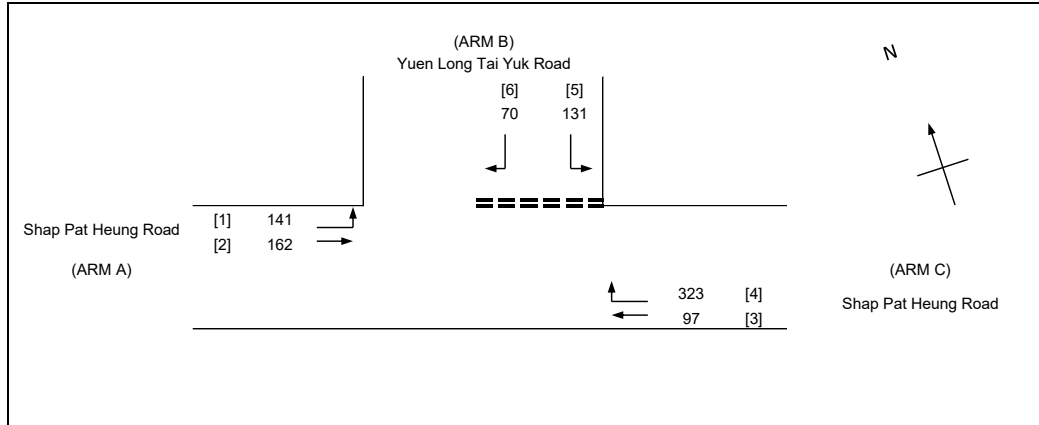 (ARM B)
Yuen Long Tai Yuk Road
N
[6] [5]
70 131
[1] 141
Shap Pat Heung Road
[2] 162
(ARM A)
(ARM C)
323 [4]
Shap Pat Heung Road
97 [3]